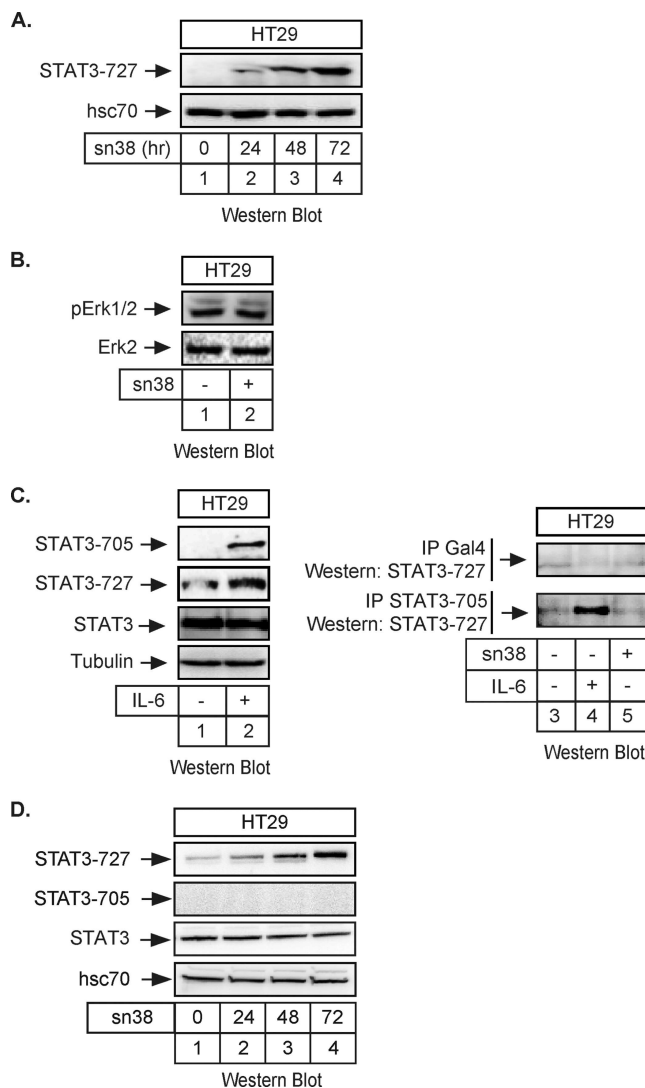 A.
HT29
STAT3-727
hsc70
sn38 (hr) 0 24 48 72
1 2 3 4
Western Blot
B.
HT29
pErk1/2
Erk2
sn38 - +
1 2
Western Blot
C.
HT29
STAT3-705
STAT3-727
STAT3
Tubulin
IL-6 - +
1 2
Western Blot
HT29
IP Gal4
Western: STAT3-727
IP STAT3-705
Western: STAT3-727
sn38 - - +
IL-6 - + -
3 4 5
Western Blot
D.
HT29
STAT3-727
STAT3-705
STAT3
hsc70
sn38 0 24 48 72
1 2 3 4
Western Blot